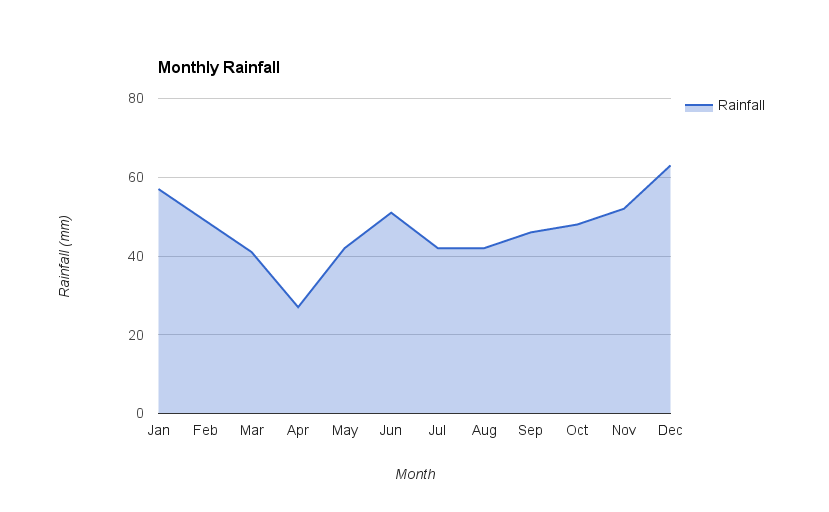 Monthly Rainfall
80
60
40
20
0
Rainfall (mm)
Jan Feb Mar Apr May Jun Jul Aug Sep Oct Nov Dec
Month
Rainfall